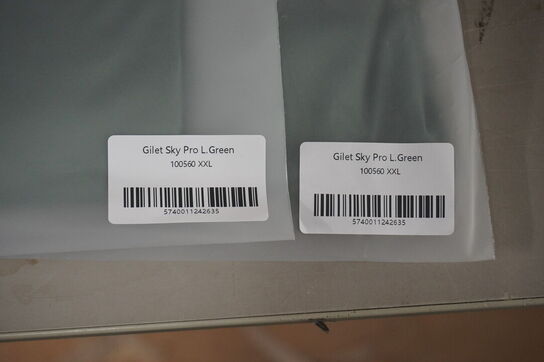 Gilet Sky Pro L.Green
100560 XXL
5740011242635
Gilet Sky Pro L.Green
100560 XXL
5740011242635